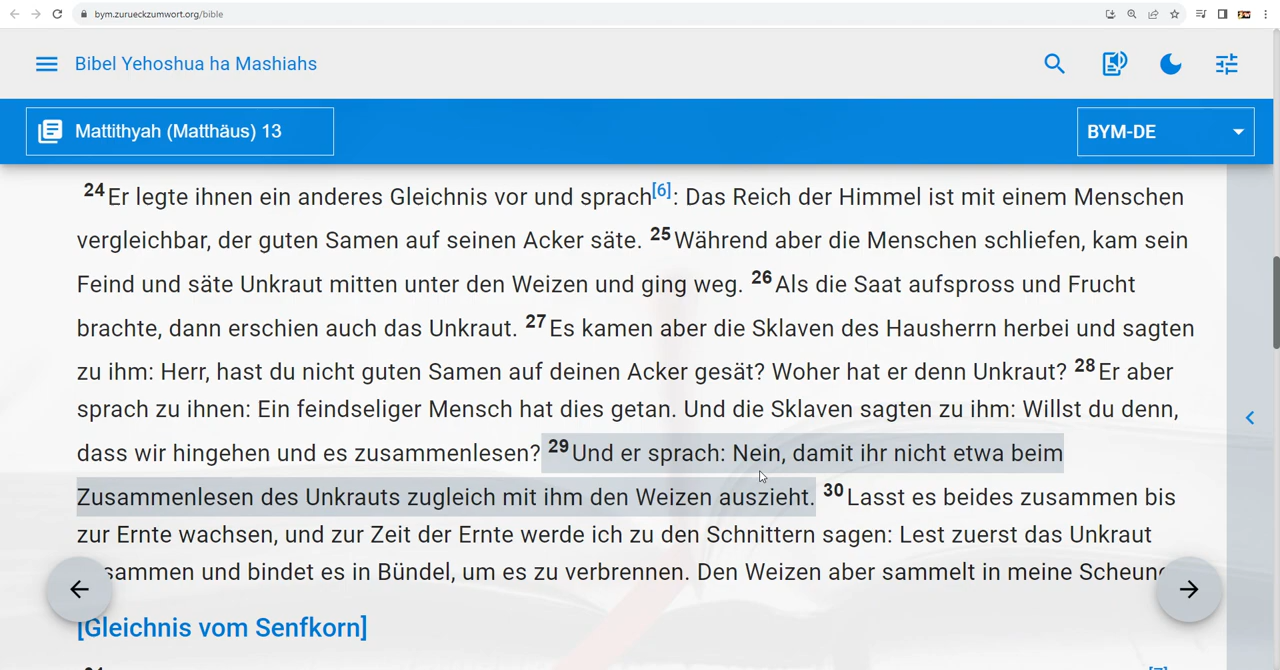 bym.zurueckzumwort.org/bible
Bibel Yehoshua ha Mashiahs
Mattithyah (Matthäus) 13
BYM-DE
24 Er legte ihnen ein anderes Gleichnis vor und sprach[6]: Das Reich der Himmel ist mit einem Menschen
vergleichbar, der guten Samen auf seinen Acker säte. 25 Während aber die Menschen schliefen, kam sein
Feind und säte Unkraut mitten unter den Weizen und ging weg. 26 Als die Saat aufspross und Frucht
brachte, dann erschien auch das Unkraut. 27 Es kamen aber die Sklaven des Hausherrn herbei und sagten
zu ihm: Herr, hast du nicht guten Samen auf deinen Acker gesät? Woher hat er denn Unkraut? 28 Er aber
sprach zu ihnen: Ein feindseliger Mensch hat dies getan. Und die Sklaven sagten zu ihm: Willst du denn,
dass wir hingehen und es zusammenlesen? 29 Und er sprach: Nein, damit ihr nicht etwa beim
Zusammenlesen des Unkrauts zugleich mit ihm den Weizen auszieht. 30 Lasst es beides zusammen bis
zur Ernte wachsen, und zur Zeit der Ernte werde ich zu den Schnittern sagen: Lest zuerst das Unkraut
sammen und bindet es in Bündel, um es zu verbrennen. Den Weizen aber sammelt in meine Scheun
[Gleichnis vom Senfkorn]